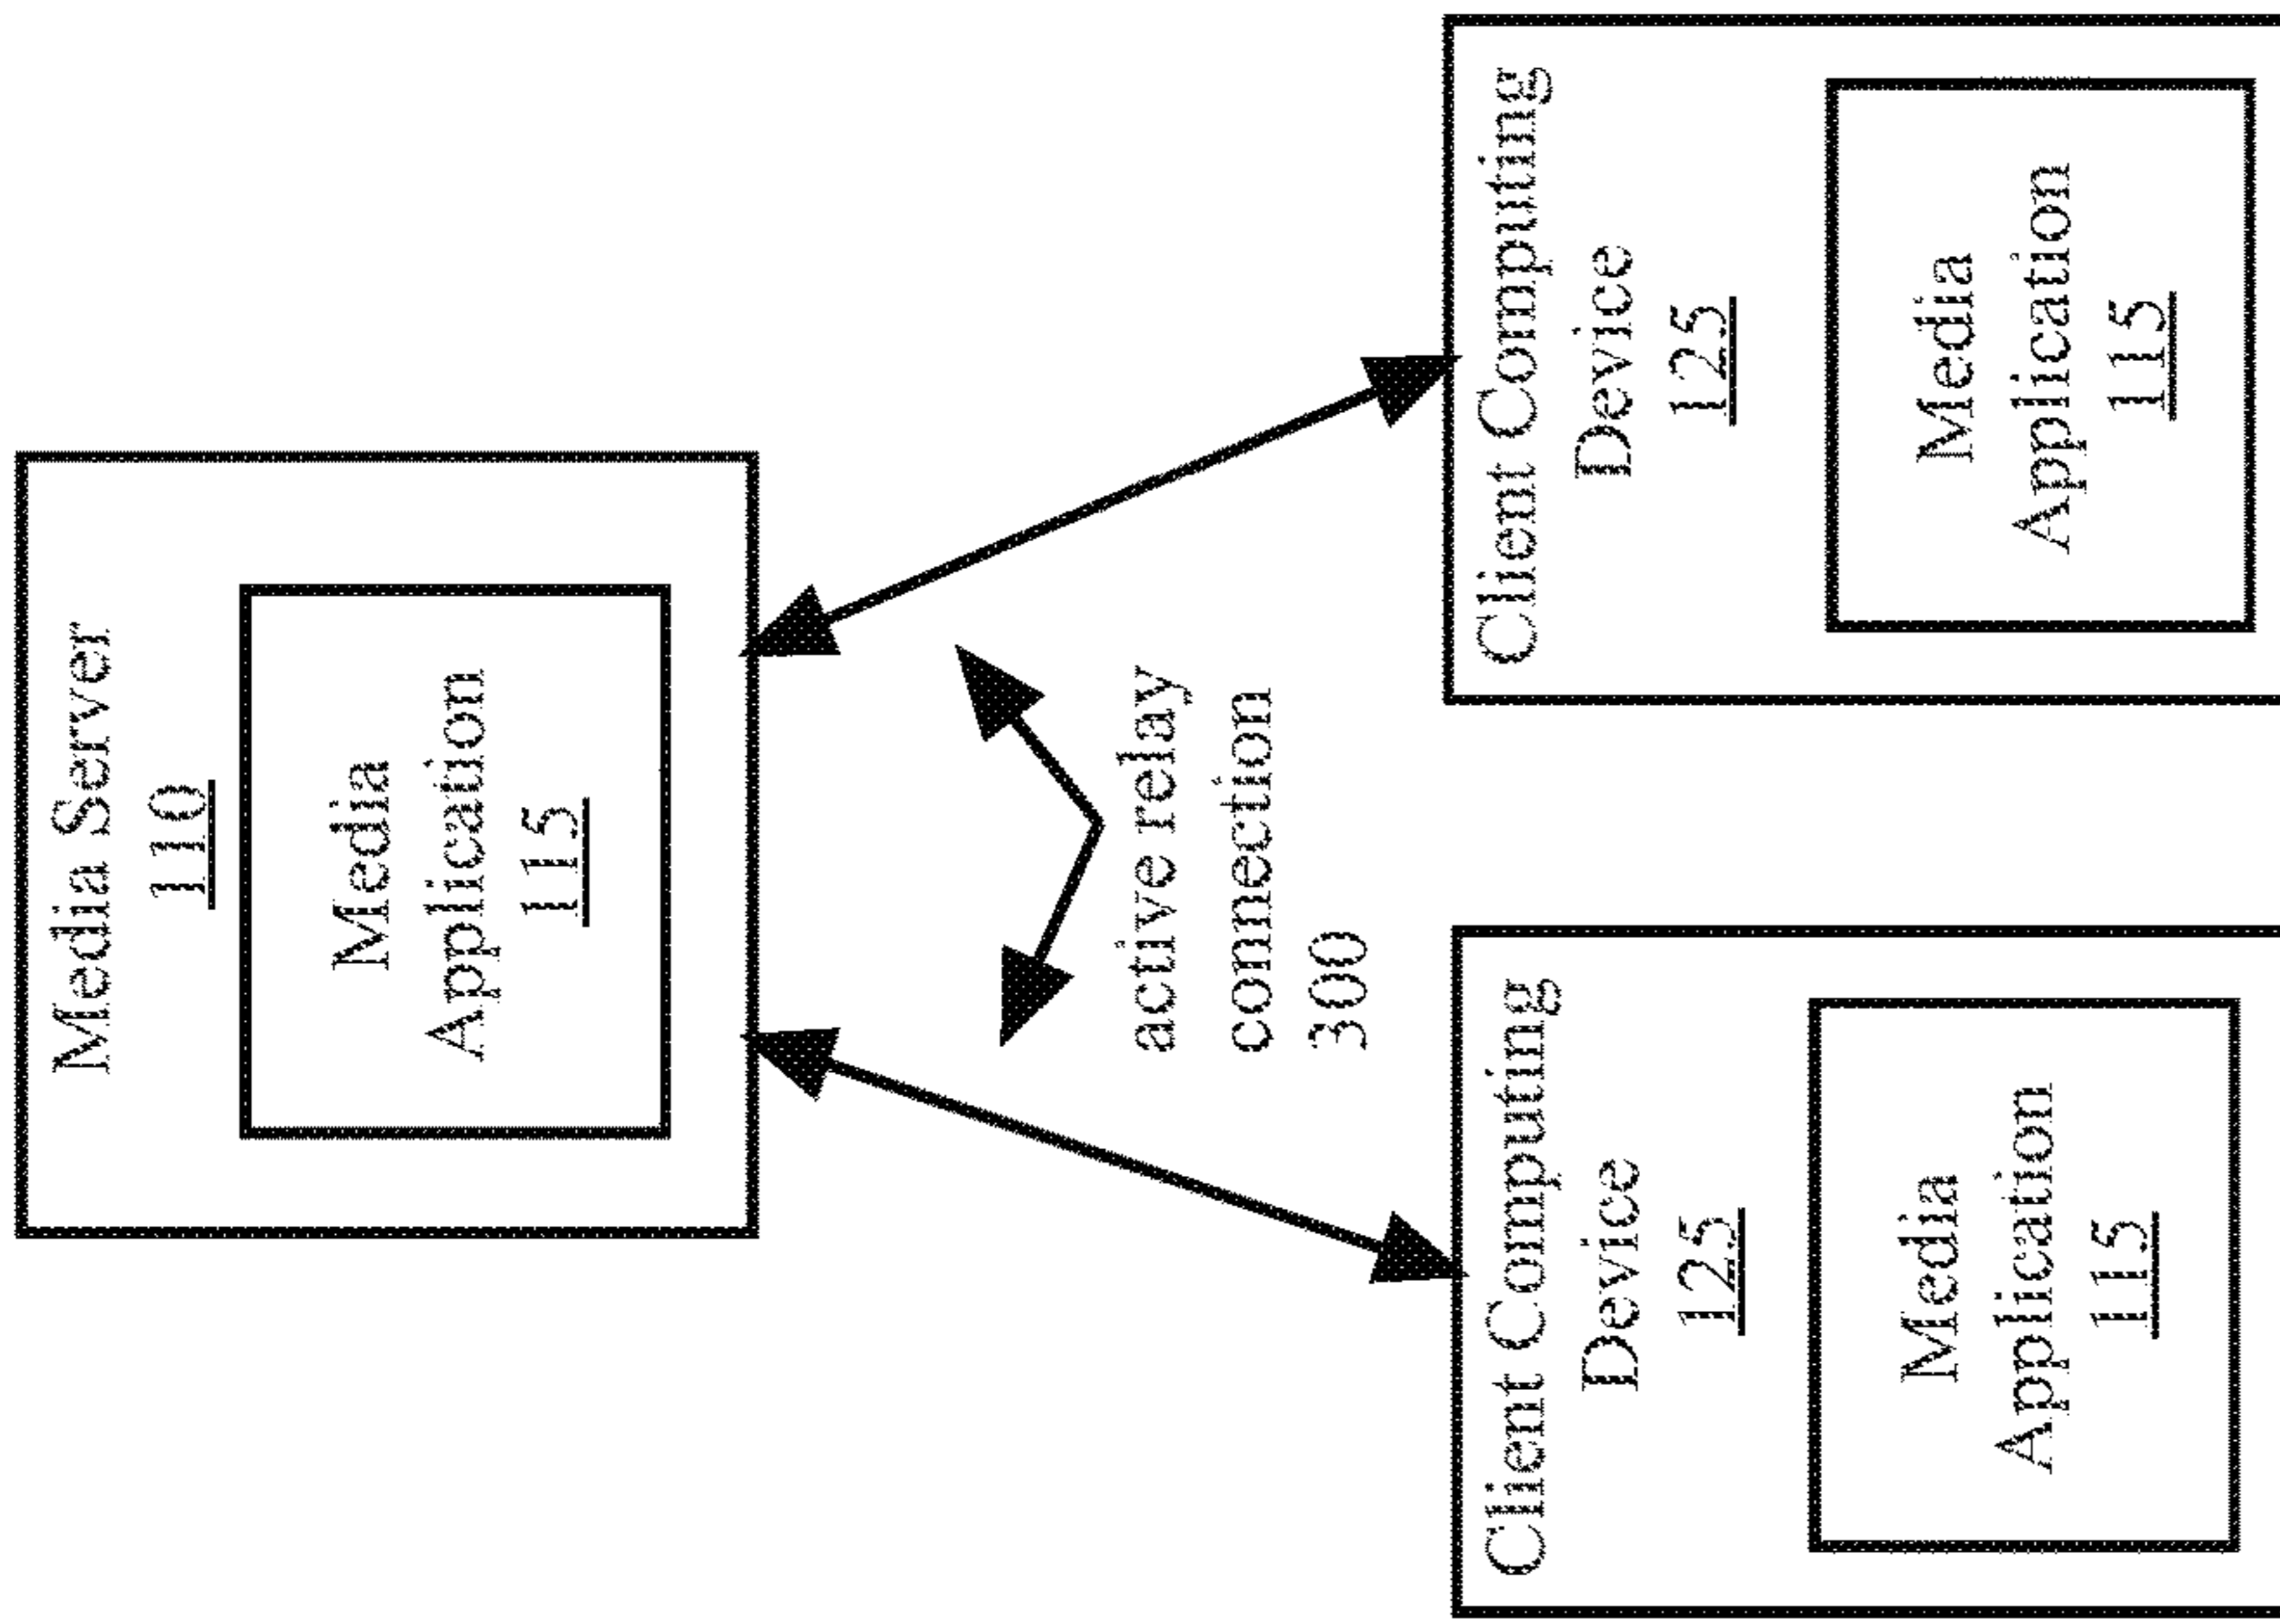 Media Server
110
Media
Application
115
active relay
connection
300
Client Computing
Device
125
Media
Application
115
Client Computing
Device
125
Media
Application
115